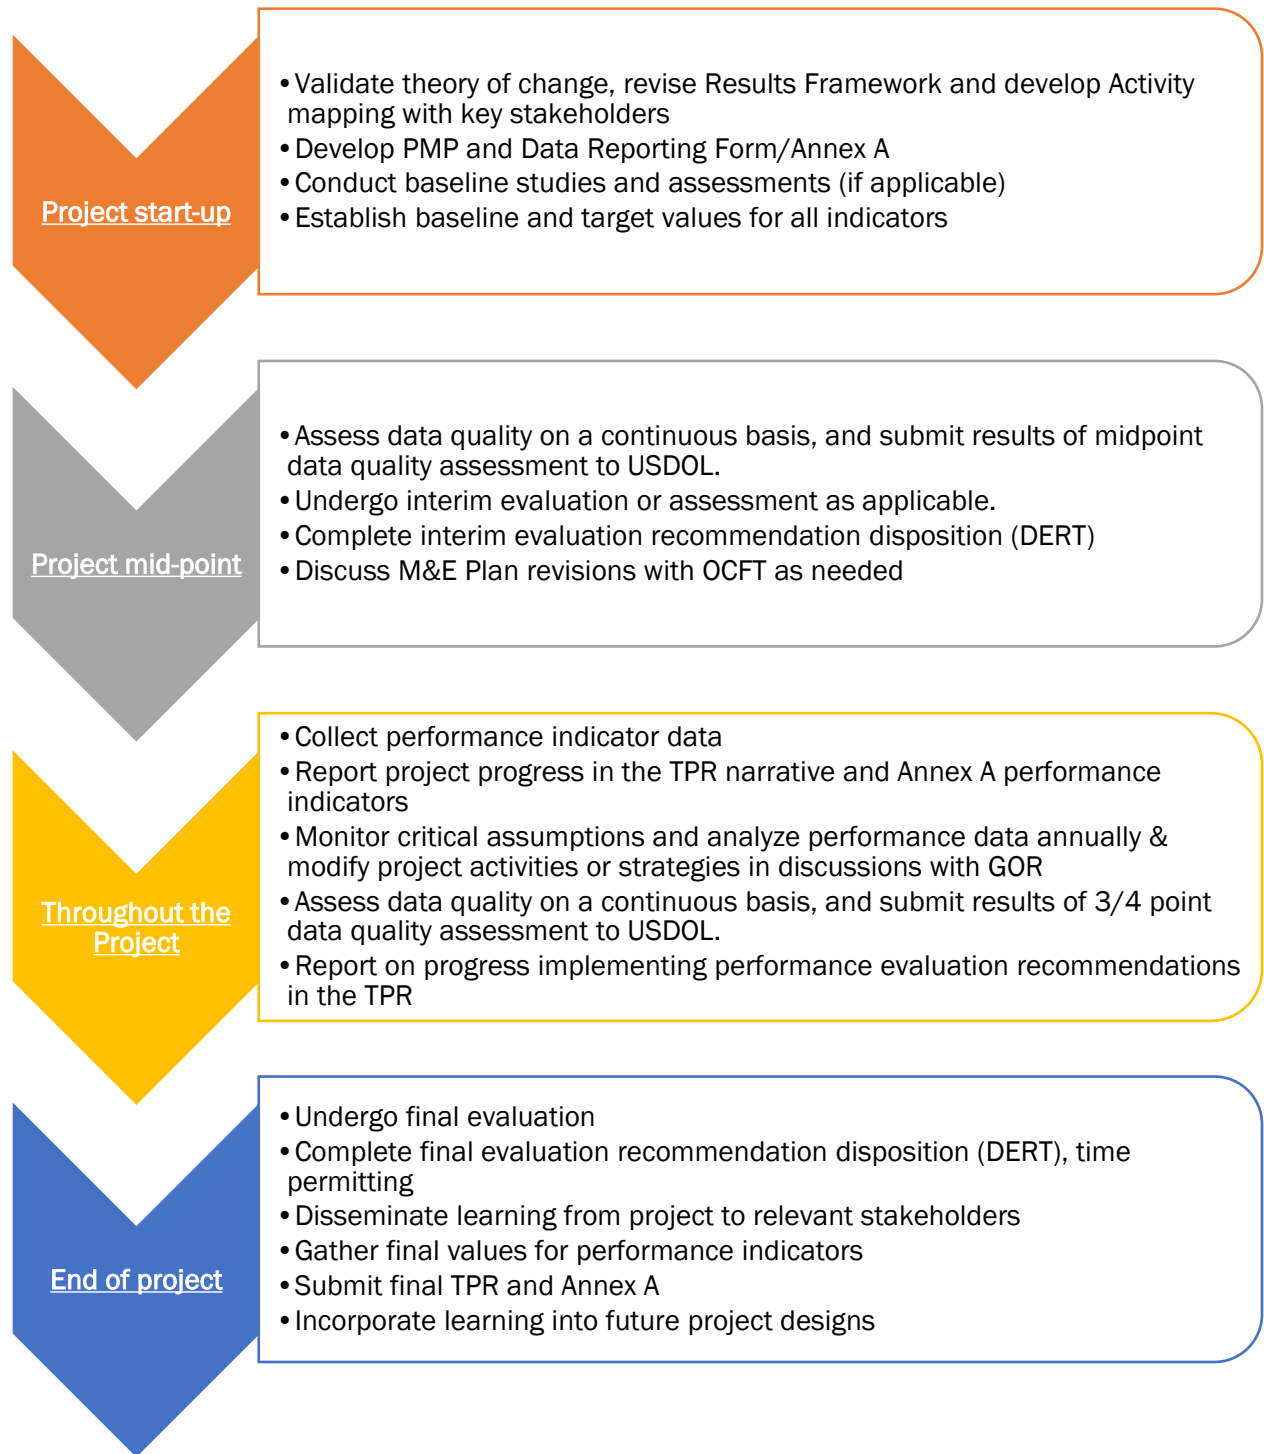 Project start-up
•Validate theory of change, revise Results Framework and develop Activity
mapping with key stakeholders
•Develop PMP and Data Reporting Form/Annex A
•Conduct baseline studies and assessments (if applicable)
•Establish baseline and target values for all indicators
Project mid-point
•Assess data quality on a continuous basis, and submit results of midpoint
data quality assessment to USDOL.
•Undergo interim evaluation or assessment as applicable.
•Complete interim evaluation recommendation disposition (DERT)
•Discuss M&E Plan revisions with OCFT as needed
Throughout the
Project
•Collect performance indicator data
•Report project progress in the TPR narrative and Annex A performance
indicators
•Monitor critical assumptions and analyze performance data annually &
modify project activities or strategies in discussions with GOR
•Assess data quality on a continuous basis, and submit results of 3/4 point
data quality assessment to USDOL.
•Report on progress implementing performance evaluation recommendations
in the TPR
End of project
•Undergo final evaluation
•Complete final evaluation recommendation disposition (DERT), time
permitting
•Disseminate learning from project to relevant stakeholders
•Gather final values for performance indicators
•Submit final TPR and Annex A
•Incorporate learning into future project designs